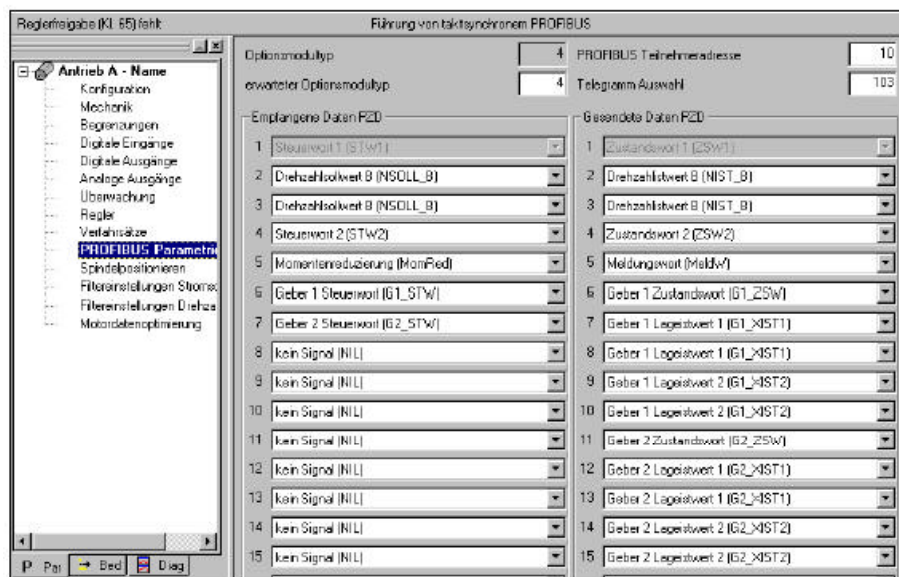 Reglerfreigabe (Kl. 65) fehlt
Führung von taktsynchronem PROFIBUS
Antrieb A - Name
Konfiguration
Mechanik
Begrenzungen
Digitale Eingänge
Digitale Ausgänge
Analoge Ausgänge
Überwachung
Regler
Verfahrsätze
PROFIBUS Parametrie
Spindelpositionieren
Filtereinstellungen Stromso
Filtereinstellungen Drehza
Motordatenoptimierung
P Par
Bed
Diag
Optionsmodultyp 4
erwarteter Optionsmodultyp 4
PROFIBUS Teilnehmeradresse 10
Telegramm Auswahl 103
Empfangene Daten PZD
1 Steuerwort 1 (STW1)
2 Drehzahlsollwert B (NSOLL_B)
3 Drehzahlsollwert B (NSOLL_B)
4 Steuerwort 2 (STW2)
5 Momentenreduzierung (MomRed)
6 Geber 1 Steuerwort (G1_STW)
7 Geber 2 Steuerwort (G2_STW)
8 kein Signal (NIL)
9 kein Signal (NIL)
10 kein Signal (NIL)
11 kein Signal (NIL)
12 kein Signal (NIL)
13 kein Signal (NIL)
14 kein Signal (NIL)
15 kein Signal (NIL)
Gesendete Daten PZD
1 Zustandswort 1 (ZSW1)
2 Drehzahlistwert B (NIST_B)
3 Drehzahlistwert B (NIST_B)
4 Zustandswort 2 (ZSW2)
5 Meldungswort (MeldW)
6 Geber 1 Zustandswort (G1_ZSW)
7 Geber 1 Lageistwert 1 (G1_XIST1)
8 Geber 1 Lageistwert 1 (G1_XIST1)
9 Geber 1 Lageistwert 2 (G1_XIST2)
10 Geber 1 Lageistwert 2 (G1_XIST2)
11 Geber 2 Zustandswort (G2_ZSW)
12 Geber 2 Lageistwert 1 (G2_XIST1)
13 Geber 2 Lageistwert 1 (G2_XIST1)
14 Geber 2 Lageistwert 2 (G2_XIST2)
15 Geber 2 Lageistwert 2 (G2_XIST2)